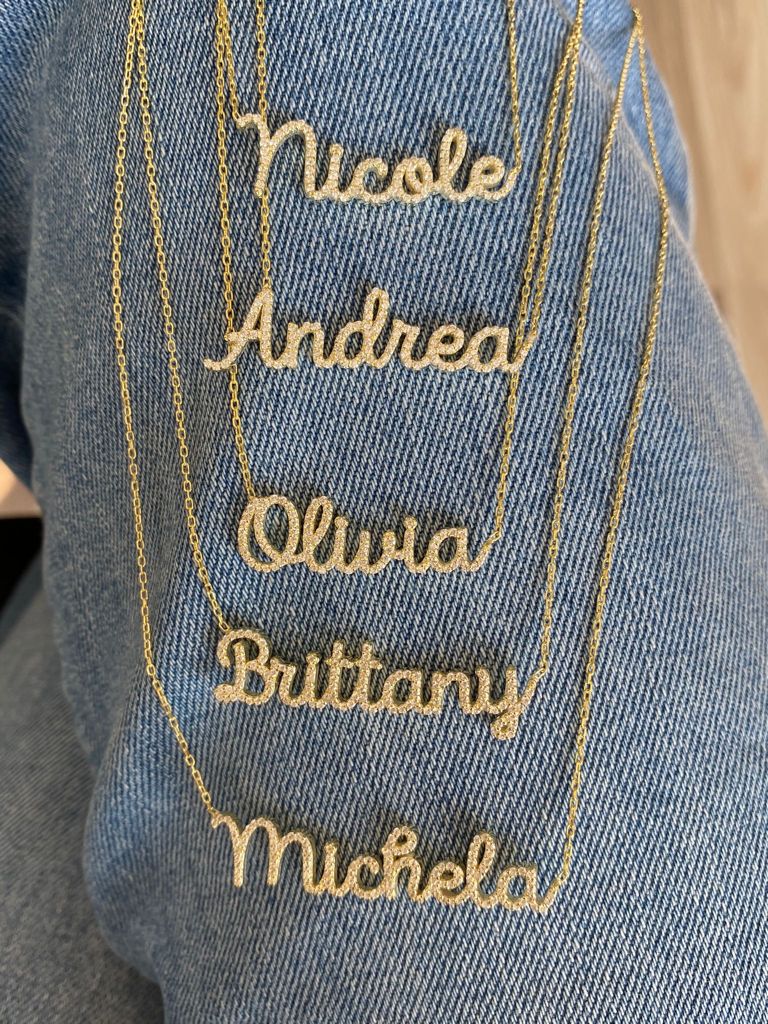 Nicole
Andrea
Olivia
Brittany
Michela